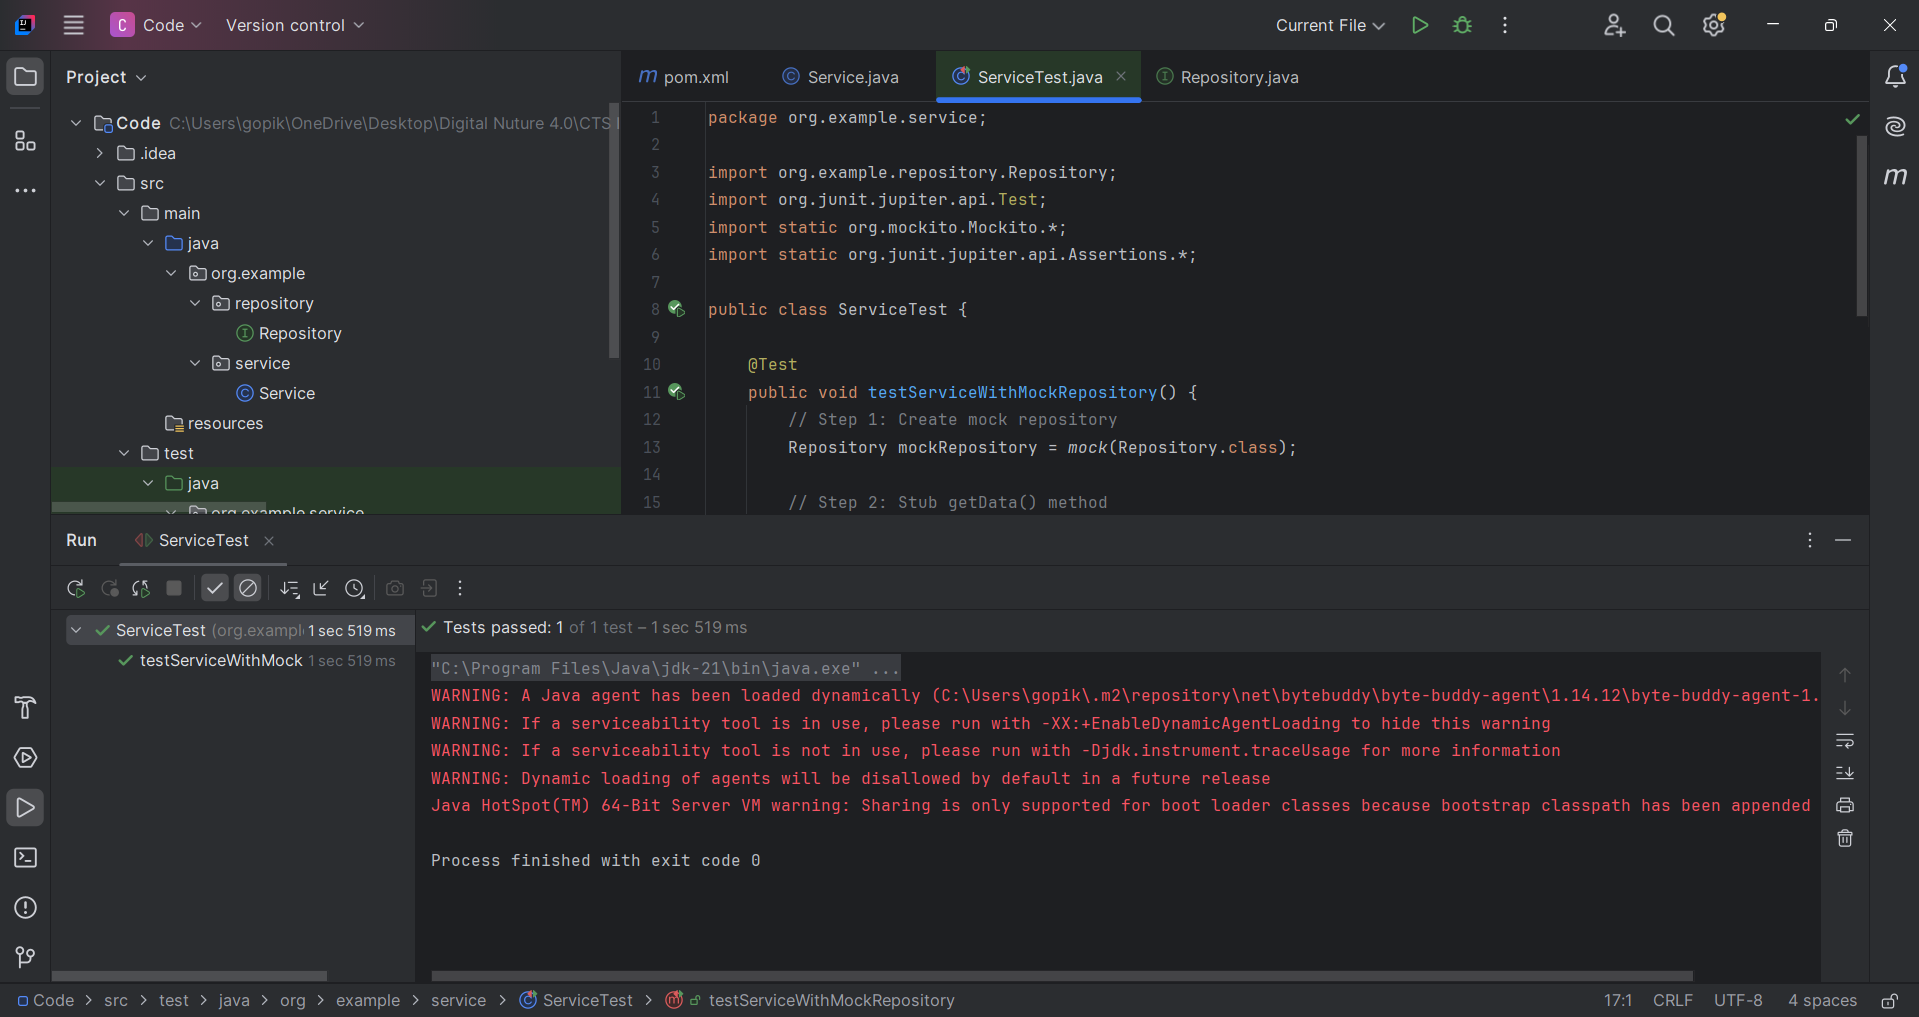 C Code Version control Current File
Project
pom.xml Service.java ServiceTest.java Repository.java
Code C:\Users\gopik\OneDrive\Desktop\Digital Nuture 4.0\CTS
.idea
src
main
java
org.example
repository
Repository
service
Service
resources
test
java
org.example.service
1 package org.example.service;
2
3 import org.example.repository.Repository;
4 import org.junit.jupiter.api.Test;
5 import static org.mockito.Mockito.*;
6 import static org.junit.jupiter.api.Assertions.*;
7
8 public class ServiceTest {
9
10 @Test
11 public void testServiceWithMockRepository() {
12 // Step 1: Create mock repository
13 Repository mockRepository = mock(Repository.class);
14
15 // Step 2: Stub getData() method
Run ServiceTest
ServiceTest (org.exampl 1 sec 519 ms
testServiceWithMock 1 sec 519 ms
Tests passed: 1 of 1 test – 1 sec 519 ms
"C:\Program Files\Java\jdk-21\bin\java.exe" ...
WARNING: A Java agent has been loaded dynamically (C:\Users\gopik\.m2\repository\net\bytebuddy\byte-buddy-agent\1.14.12\byte-buddy-agent-1.
WARNING: If a serviceability tool is in use, please run with -XX:+EnableDynamicAgentLoading to hide this warning
WARNING: If a serviceability tool is not in use, please run with -Djdk.instrument.traceUsage for more information
WARNING: Dynamic loading of agents will be disallowed by default in a future release
Java HotSpot(TM) 64-Bit Server VM warning: Sharing is only supported for boot loader classes because bootstrap classpath has been appended
Process finished with exit code 0
Code > src > test > java > org > example > service > ServiceTest > testServiceWithMockRepository 17:1 CRLF UTF-8 4 spaces